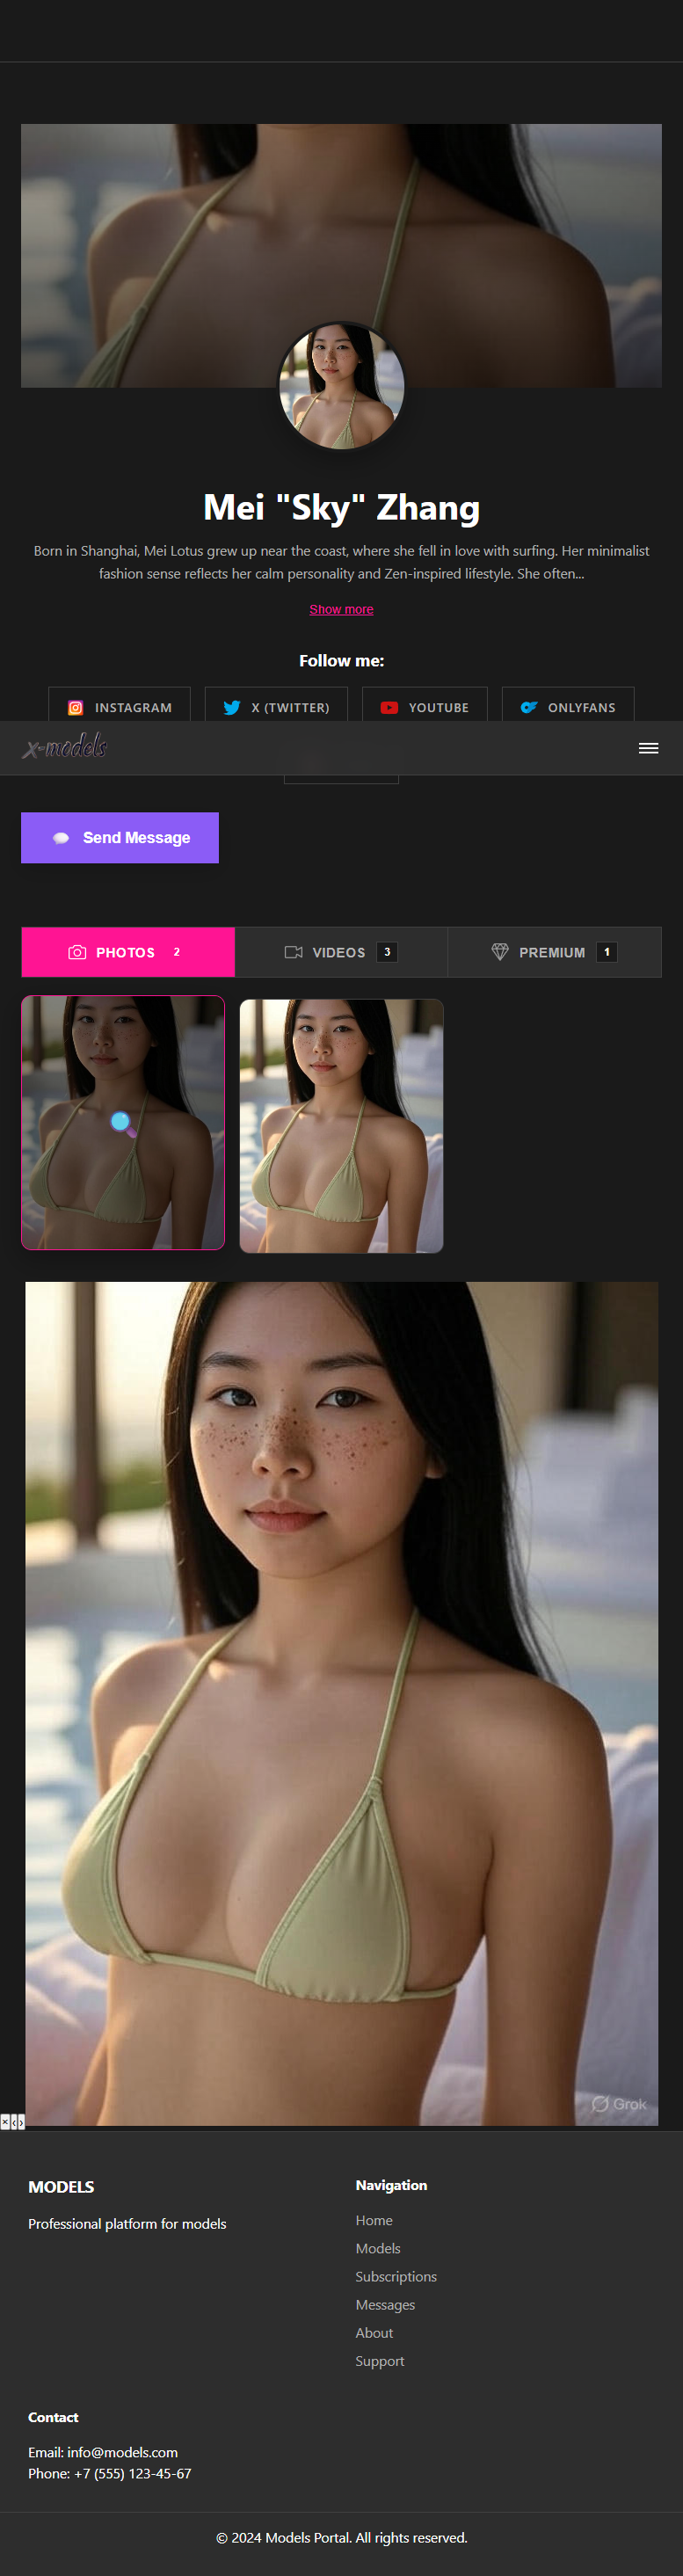 Mei "Sky" Zhang
Born in Shanghai, Mei Lotus grew up near the coast, where she fell in love with surfing. Her minimalist
fashion sense reflects her calm personality and Zen-inspired lifestyle. She often...
Show more
Follow me:
INSTAGRAM
X (TWITTER)
YOUTUBE
ONLYFANS
X-models
Send Message
PHOTOS 2
VIDEOS 3
PREMIUM 1
Grok
× ‹ ›
MODELS
Professional platform for models
Navigation
Home
Models
Subscriptions
Messages
About
Support
Contact
Email: info@models.com
Phone: +7 (555) 123-45-67
© 2024 Models Portal. All rights reserved.